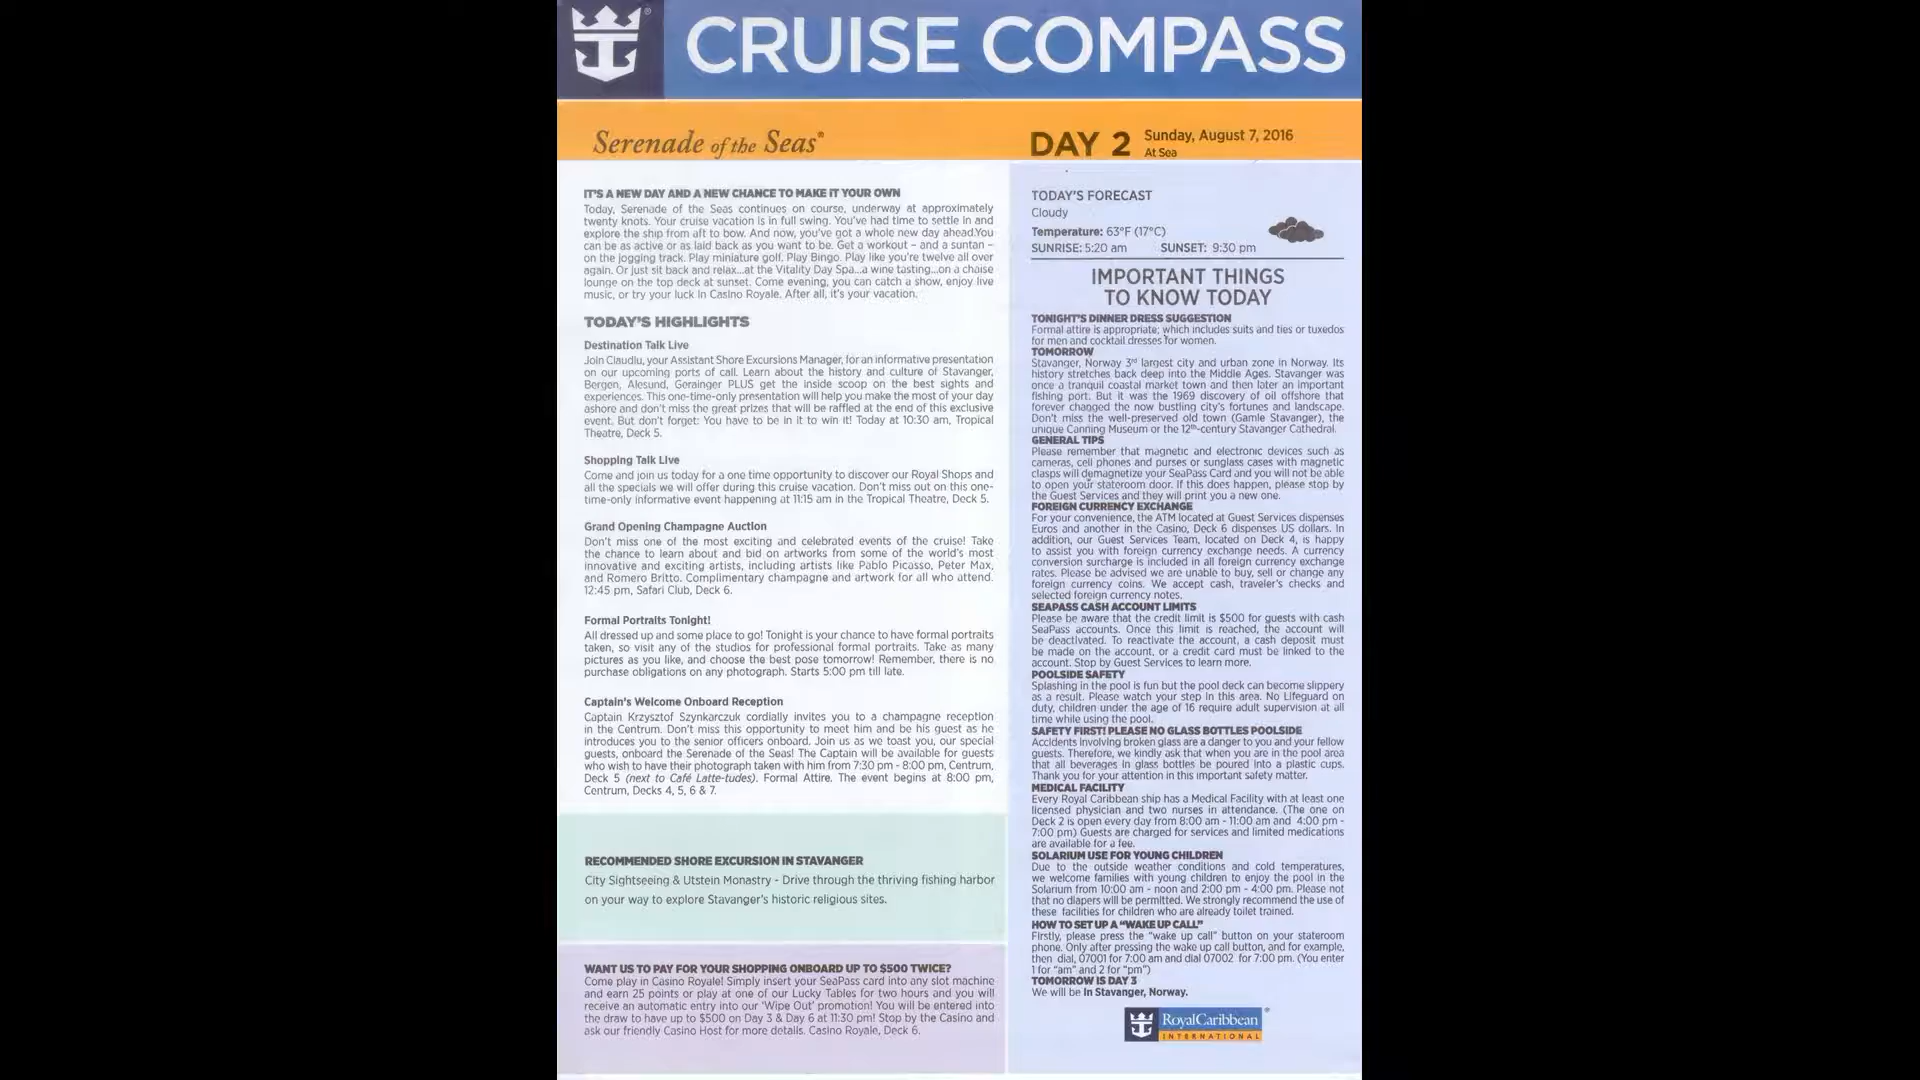 CRUISE COMPASS
Serenade of the Seas®
DAY 2
Sunday, August 7, 2016
At Sea
IT'S A NEW DAY AND A NEW CHANCE TO MAKE IT YOUR OWN
Today, Serenade of the Seas continues on course, underway at approximately
twenty knots. Your cruise vacation is in full swing. You've had time to settle in and
explore the ship from aft to bow. And now, you've got a whole new day ahead.You
can be as active or as laid back as you want to be. Get a workout – and a suntan –
on the jogging track. Play miniature golf. Play Bingo. Play like you're twelve all over
again. Or just sit back and relax...at the Vitality Day Spa...a wine tasting...on a chaise
lounge on the top deck at sunset. Come evening, you can catch a show, enjoy live
music, or try your luck in Casino Royale. After all, it's your vacation.
TODAY'S HIGHLIGHTS
Destination Talk Live
Join Claudiu, your Assistant Shore Excursions Manager, for an informative presentation
on our upcoming ports of call. Learn about the history and culture of Stavanger,
Bergen, Alesund, Gerainger PLUS get the inside scoop on the best sights and
experiences. This one-time-only presentation will help you make the most of your day
ashore and don't miss the great prizes that will be raffled at the end of this exclusive
event. But don't forget: You have to be in it to win it! Today at 10:30 am, Tropical
Theatre, Deck 5.
Shopping Talk Live
Come and join us today for a one time opportunity to discover our Royal Shops and
all the specials we will offer during this cruise vacation. Don't miss out on this one-
time-only informative event happening at 11:15 am in the Tropical Theatre, Deck 5.
Grand Opening Champagne Auction
Don't miss one of the most exciting and celebrated events of the cruise! Take
the chance to learn about and bid on artworks from some of the world's most
innovative and exciting artists, including artists like Pablo Picasso, Peter Max,
and Romero Britto. Complimentary champagne and artwork for all who attend.
12:45 pm, Safari Club, Deck 6.
Formal Portraits Tonight!
All dressed up and some place to go! Tonight is your chance to have formal portraits
taken, so visit any of the studios for professional formal portraits. Take as many
pictures as you like, and choose the best pose tomorrow! Remember, there is no
purchase obligations on any photograph. Starts 5:00 pm till late.
Captain's Welcome Onboard Reception
Captain Krzysztof Szynkarczuk cordially invites you to a champagne reception
in the Centrum. Don't miss this opportunity to meet him and be his guest as he
introduces you to the senior officers onboard. Join us as we toast you, our special
guests, onboard the Serenade of the Seas! The Captain will be available for guests
who wish to have their photograph taken with him from 7:30 pm - 8:00 pm, Centrum,
Deck 5 (next to Café Latte-tudes). Formal Attire. The event begins at 8:00 pm,
Centrum, Decks 4, 5, 6 & 7.
RECOMMENDED SHORE EXCURSION IN STAVANGER
City Sightseeing & Utstein Monastry - Drive through the thriving fishing harbor
on your way to explore Stavanger's historic religious sites.
WANT US TO PAY FOR YOUR SHOPPING ONBOARD UP TO $500 TWICE?
Come play in Casino Royale! Simply insert your SeaPass card into any slot machine
and earn 25 points or play at one of our Lucky Tables for two hours and you will
receive an automatic entry into our 'Wipe Out' promotion! You will be entered into
the draw to have up to $500 on Day 3 & Day 6 at 11:30 pm! Stop by the Casino and
ask our friendly Casino Host for more details. Casino Royale, Deck 6.
TODAY'S FORECAST
Cloudy
Temperature: 63°F (17°C)
SUNRISE: 5:20 am SUNSET: 9:30 pm
IMPORTANT THINGS
TO KNOW TODAY
TONIGHT'S DINNER DRESS SUGGESTION
Formal attire is appropriate; which includes suits and ties or tuxedos
for men and cocktail dresses for women.
TOMORROW
Stavanger, Norway 3rd largest city and urban zone in Norway. Its
history stretches back deep into the Middle Ages. Stavanger was
once a tranquil coastal market town and then later an important
fishing port. But it was the 1969 discovery of oil offshore that
forever changed the now bustling city's fortunes and landscape.
Don't miss the well-preserved old town (Gamle Stavanger), the
unique Canning Museum or the 12th-century Stavanger Cathedral.
GENERAL TIPS
Please remember that magnetic and electronic devices such as
cameras, cell phones and purses or sunglass cases with magnetic
clasps will demagnetize your SeaPass Card and you will not be able
to open your stateroom door. If this does happen, please stop by
the Guest Services and they will print you a new one.
FOREIGN CURRENCY EXCHANGE
For your convenience, the ATM located at Guest Services dispenses
Euros and another in the Casino, Deck 6 dispenses US dollars. In
addition, our Guest Services Team, located on Deck 4, is happy
to assist you with foreign currency exchange needs. A currency
conversion surcharge is included in all foreign currency exchange
rates. Please be advised we are unable to buy, sell or change any
foreign currency coins. We accept cash, traveler's checks and
selected foreign currency notes.
SEAPASS CASH ACCOUNT LIMITS
Please be aware that the credit limit is $500 for guests with cash
SeaPass accounts. Once this limit is reached, the account will
be deactivated. To reactivate the account, a cash deposit must
be made on the account, or a credit card must be linked to the
account. Stop by Guest Services to learn more.
POOLSIDE SAFETY
Splashing in the pool is fun but the pool deck can become slippery
as a result. Please watch your step in this area. No Lifeguard on
duty, children under the age of 16 require adult supervision at all
time while using the pool.
SAFETY FIRST! PLEASE NO GLASS BOTTLES POOLSIDE
Accidents involving broken glass are a danger to you and your fellow
guests. Therefore, we kindly ask that when you are in the pool area
that all beverages in glass bottles be poured into a plastic cups.
Thank you for your attention in this important safety matter.
MEDICAL FACILITY
Every Royal Caribbean ship has a Medical Facility with at least one
licensed physician and two nurses in attendance. (The one on
Deck 2 is open every day from 8:00 am - 11:00 am and 4:00 pm -
7:00 pm) Guests are charged for services and limited medications
are available for a fee.
SOLARIUM USE FOR YOUNG CHILDREN
Due to the outside weather conditions and cold temperatures,
we welcome families with young children to enjoy the pool in the
Solarium from 10:00 am - noon and 2:00 pm - 4:00 pm. Please not
that no diapers will be permitted. We strongly recommend the use of
these facilities for children who are already toilet trained.
HOW TO SET UP A "WAKE UP CALL"
Firstly, please press the "wake up call" button on your stateroom
phone. Only after pressing the wake up call button, and for example,
then dial, 07001 for 7:00 am and dial 07002 for 7:00 pm. (You enter
1 for "am" and 2 for "pm")
TOMORROW IS DAY 3
We will be In Stavanger, Norway.
RoyalCaribbean®
INTERNATIONAL